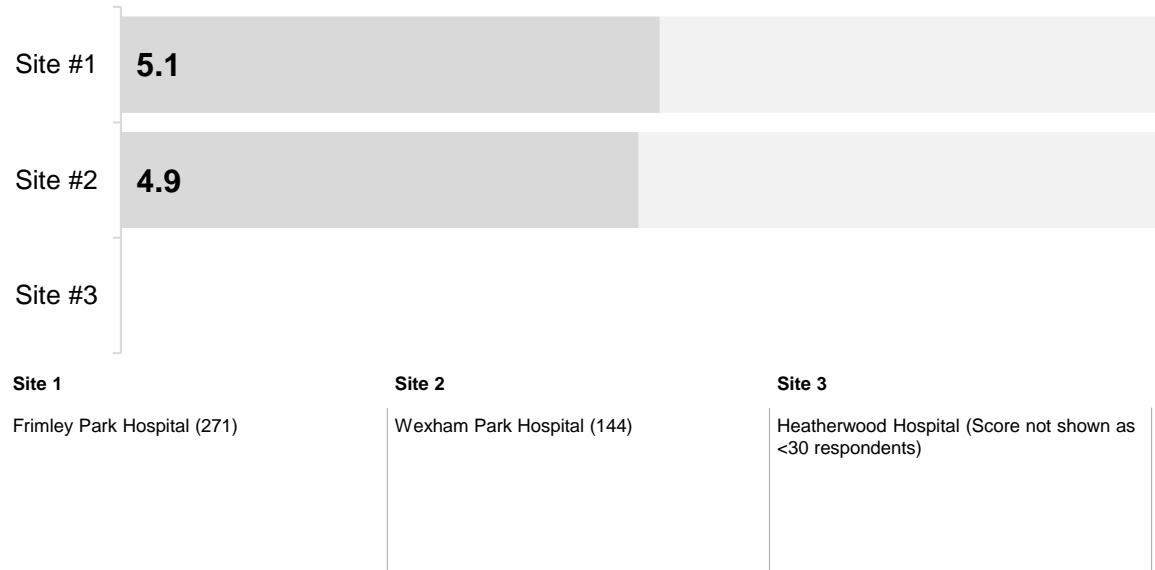 Site #1
5.1
Site #2
4.9
Site #3
Site 1
Frimley Park Hospital (271)
Site 2
Wexham Park Hospital (144)
Site 3
Heatherwood Hospital (Score not shown as
<30 respondents)